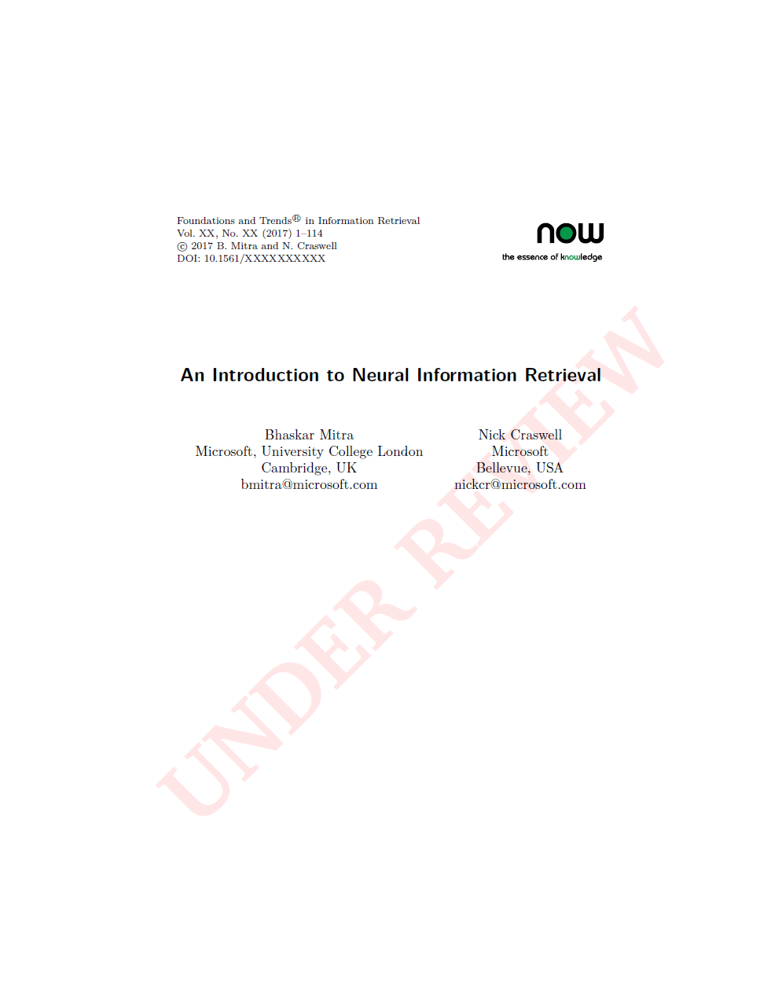 Foundations and Trends® in Information Retrieval
Vol. XX, No. XX (2017) 1–114
© 2017 B. Mitra and N. Craswell
DOI: 10.1561/XXXXXXXXXX
now
the essence of knowledge
An Introduction to Neural Information Retrieval
Bhaskar Mitra
Microsoft, University College London
Cambridge, UK
bmitra@microsoft.com
Nick Craswell
Microsoft
Bellevue, USA
nickcr@microsoft.com
UNDER REVIEW